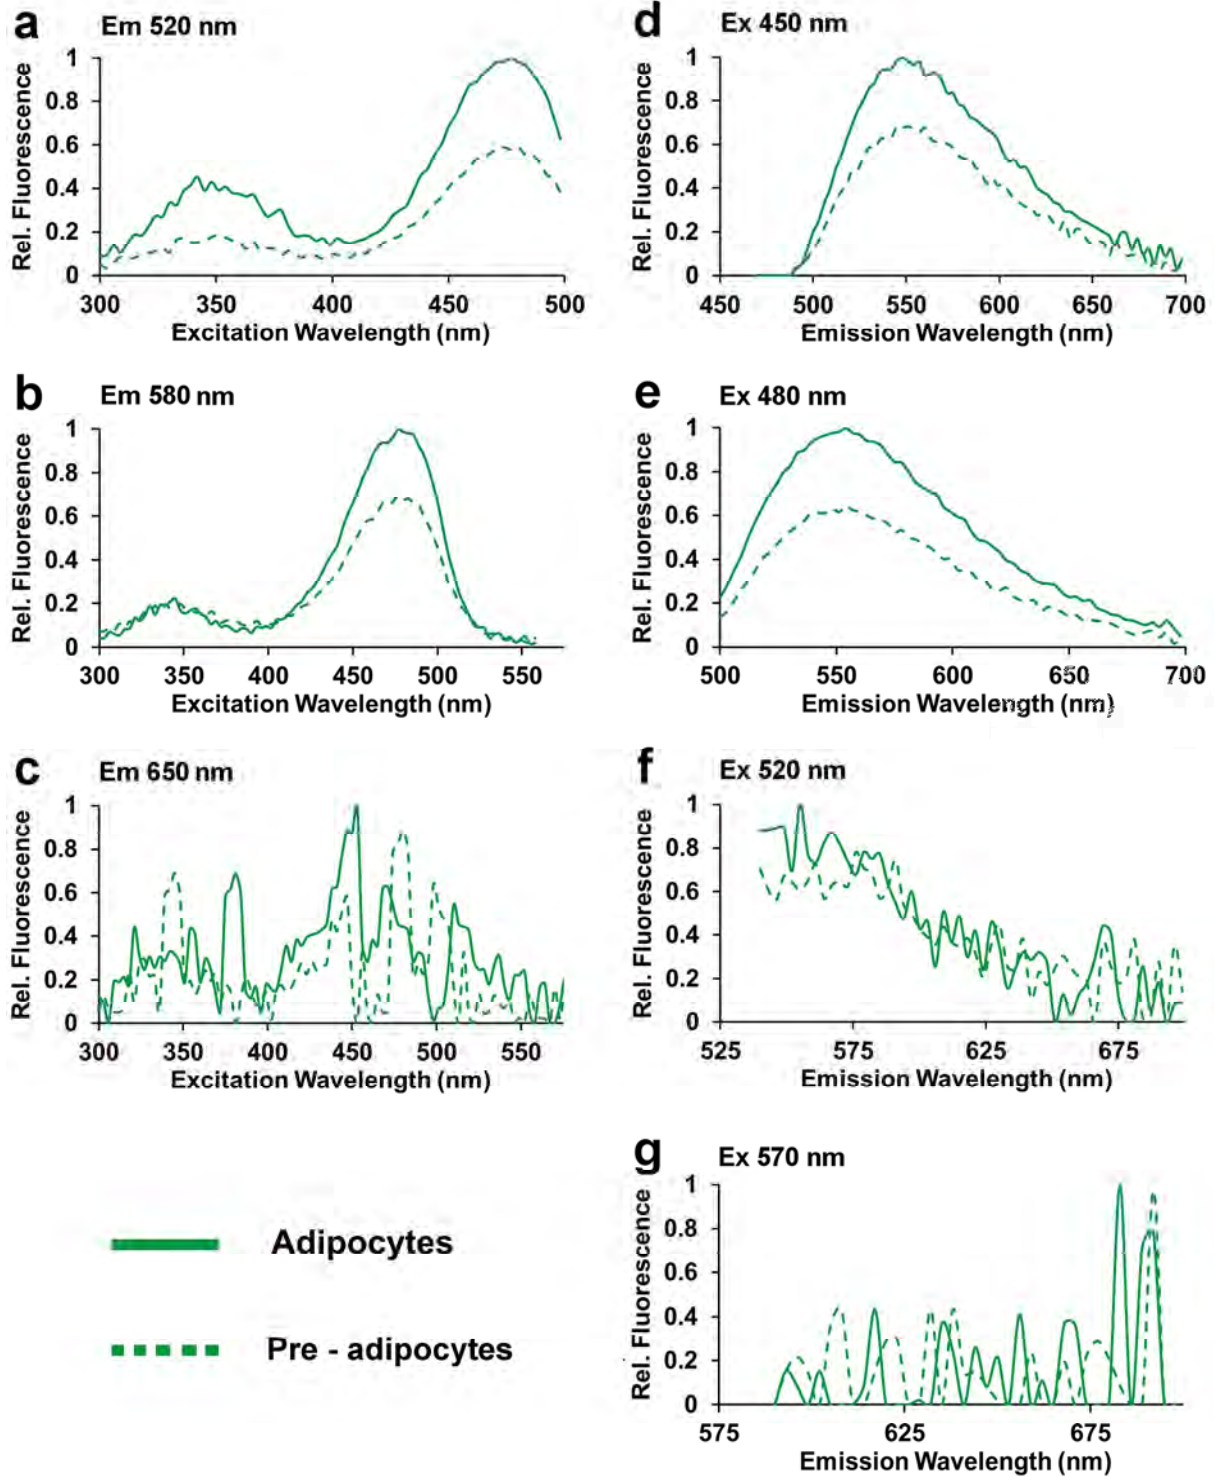 a Em 520 nm
Rel. Fluorescence
1
0.8
0.6
0.4
0.2
0
300 350 400 450 500
Excitation Wavelength (nm)
d Ex 450 nm
Rel. Fluorescence
1
0.8
0.6
0.4
0.2
0
450 500 550 600 650 700
Emission Wavelength (nm)
b Em 580 nm
Rel. Fluorescence
1
0.8
0.6
0.4
0.2
0
300 350 400 450 500 550
Excitation Wavelength (nm)
e Ex 480 nm
Rel. Fluorescence
1
0.8
0.6
0.4
0.2
0
500 550 600 650 700
Emission Wavelength (nm)
c Em 650 nm
Rel. Fluorescence
1
0.8
0.6
0.4
0.2
0
300 350 400 450 500 550
Excitation Wavelength (nm)
f Ex 520 nm
Rel. Fluorescence
1
0.8
0.6
0.4
0.2
0
525 575 625 675
Emission Wavelength (nm)
g Ex 570 nm
Rel. Fluorescence
1
0.8
0.6
0.4
0.2
0
575 625 675
Emission Wavelength (nm)
Adipocytes
Pre - adipocytes